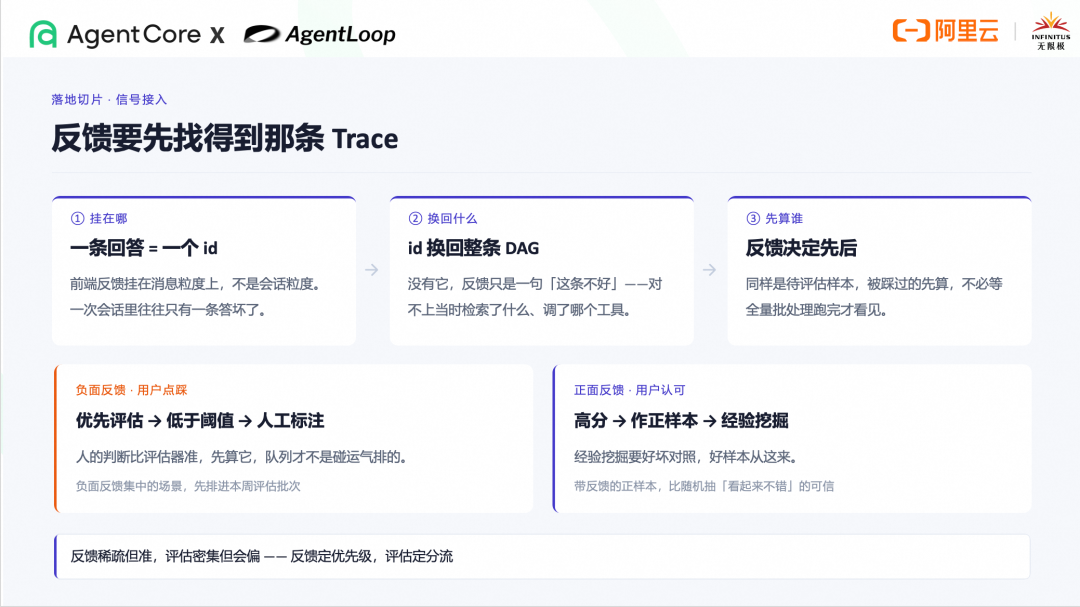 AgentCore X AgentLoop
阿里云
INFINITUS
无限极
落地切片 · 信号接入
反馈要先找得到那条 Trace
① 挂在哪
一条回答 = 一个 id
前端反馈挂在消息粒度上，不是会话粒度。
一次会话里往往只有一条答坏了。
→
② 换回什么
id 换回整条 DAG
没有它，反馈只是一句「这条不好」——对
不上当时检索了什么、调了哪个工具。
→
③ 先算谁
反馈决定先后
同样是待评估样本，被踩过的先算，不必等
全量批处理跑完才看见。
负面反馈 · 用户点踩
优先评估 → 低于阈值 → 人工标注
人的判断比评估器准，先算它，队列才不是碰运气排的。
负面反馈集中的场景，先排进本周评估批次
正面反馈 · 用户认可
高分 → 作正样本 → 经验挖掘
经验挖掘要好坏对照，好样本从这来。
带反馈的正样本，比随机抽「看起来不错」的可信
反馈稀疏但准，评估密集但会偏 —— 反馈定优先级，评估定分流